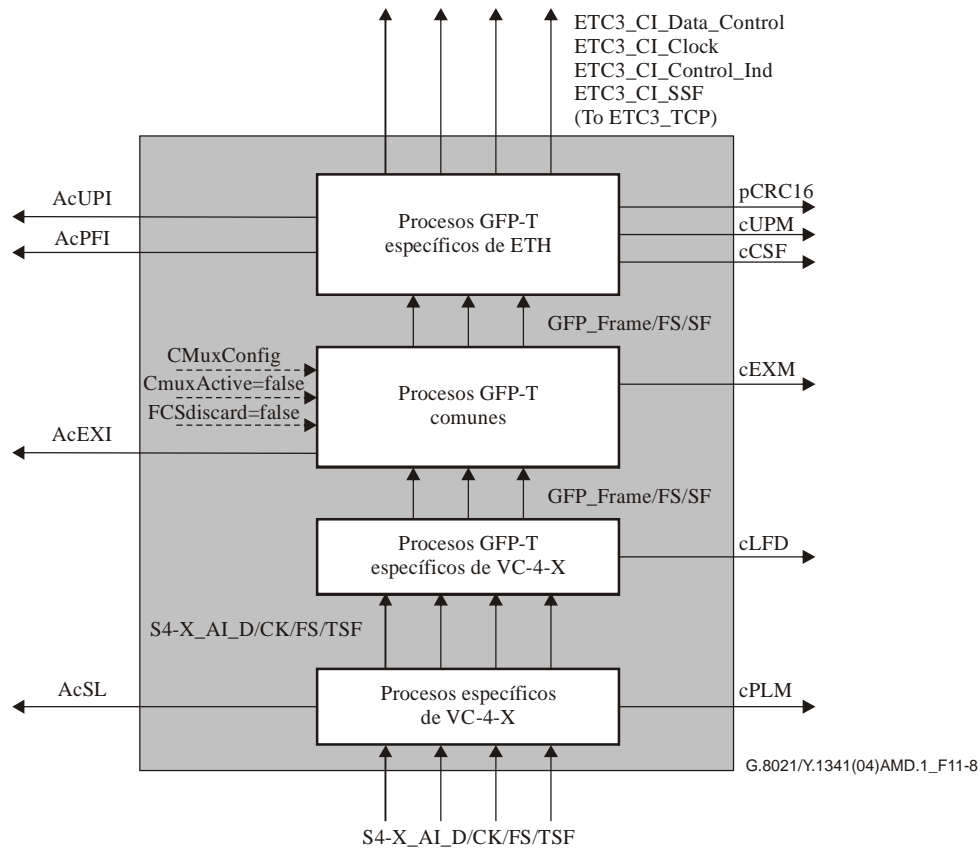 ETC3_CI_Data_Control
ETC3_CI_Clock
ETC3_CI_Control_Ind
ETC3_CI_SSF
(To ETC3_TCP)
AcUPI
AcPFI
Procesos GFP-T
específicos de ETH
pCRC16
cUPM
cCSF
GFP_Frame/FS/SF
CMuxConfig
CmuxActive=false
FCSdiscard=false
AcEXI
Procesos GFP-T
comunes
cEXM
GFP_Frame/FS/SF
Procesos GFP-T
específicos de VC-4-X
cLFD
S4-X_AI_D/CK/FS/TSF
AcSL
Procesos específicos
de VC-4-X
cPLM
G.8021/Y.1341(04)AMD.1_F11-8
S4-X_AI_D/CK/FS/TSF